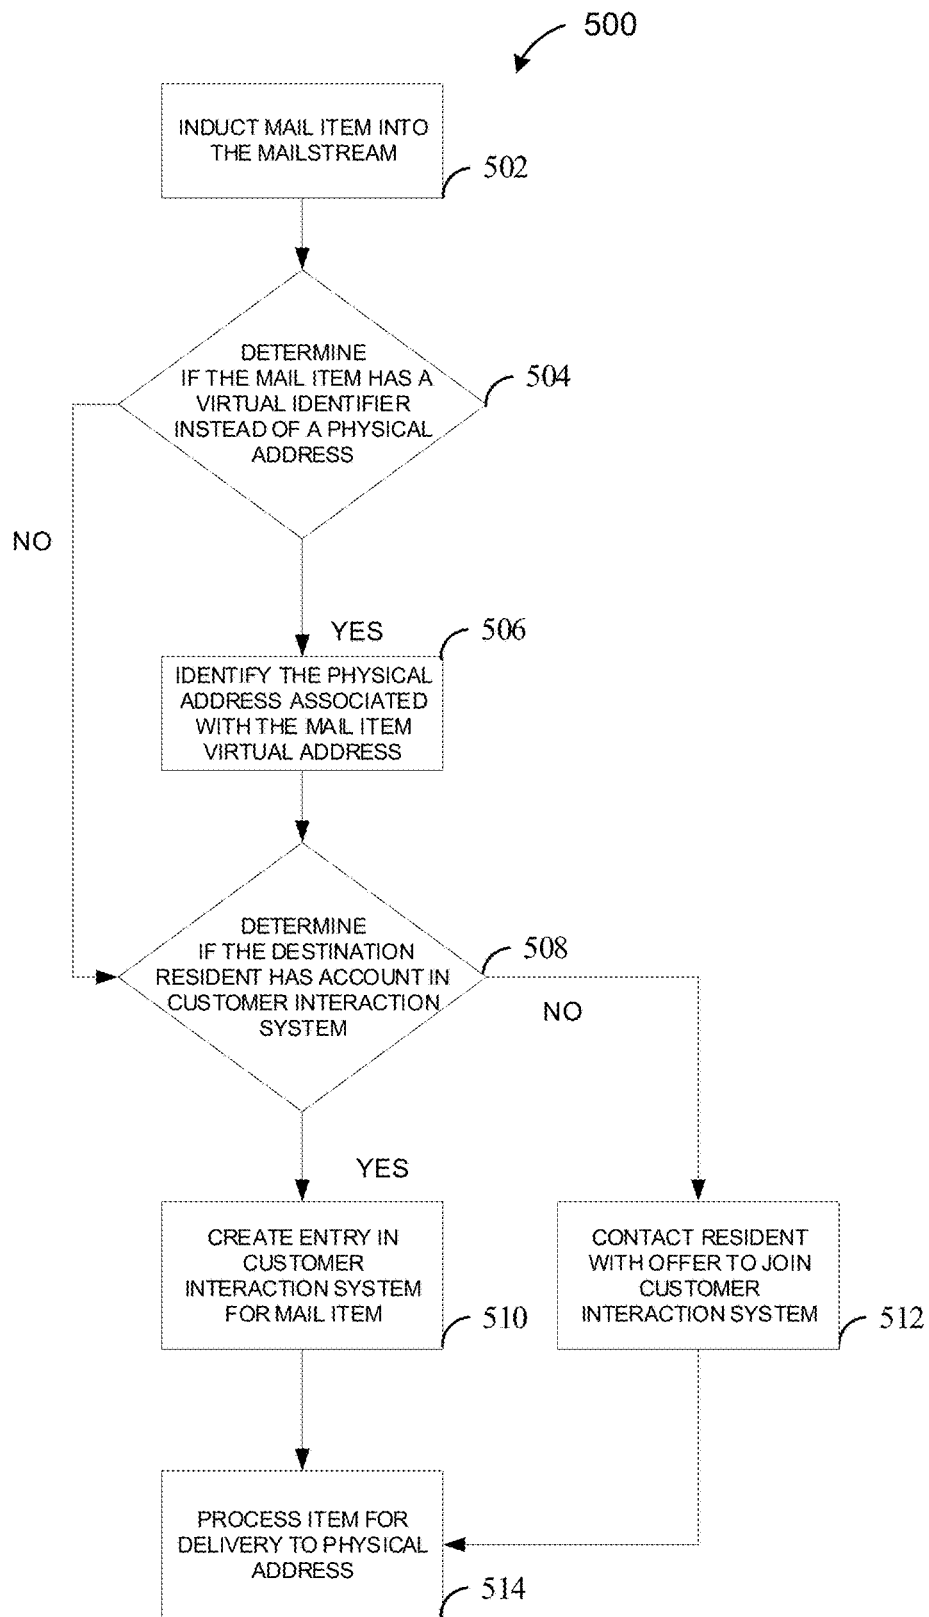 500
INDUCT MAIL ITEM INTO
THE MAILSTREAM
502
DETERMINE
IF THE MAIL ITEM HAS A
VIRTUAL IDENTIFIER
INSTEAD OF A PHYSICAL
ADDRESS
504
NO
YES
506
IDENTIFY THE PHYSICAL
ADDRESS ASSOCIATED
WITH THE MAIL ITEM
VIRTUAL ADDRESS
DETERMINE
IF THE DESTINATION
RESIDENT HAS ACCOUNT IN
CUSTOMER INTERACTION
SYSTEM
508
NO
YES
CREATE ENTRY IN
CUSTOMER
INTERACTION SYSTEM
FOR MAIL ITEM
510
CONTACT RESIDENT
WITH OFFER TO JOIN
CUSTOMER
INTERACTION SYSTEM
512
PROCESS ITEM FOR
DELIVERY TO PHYSICAL
ADDRESS
514